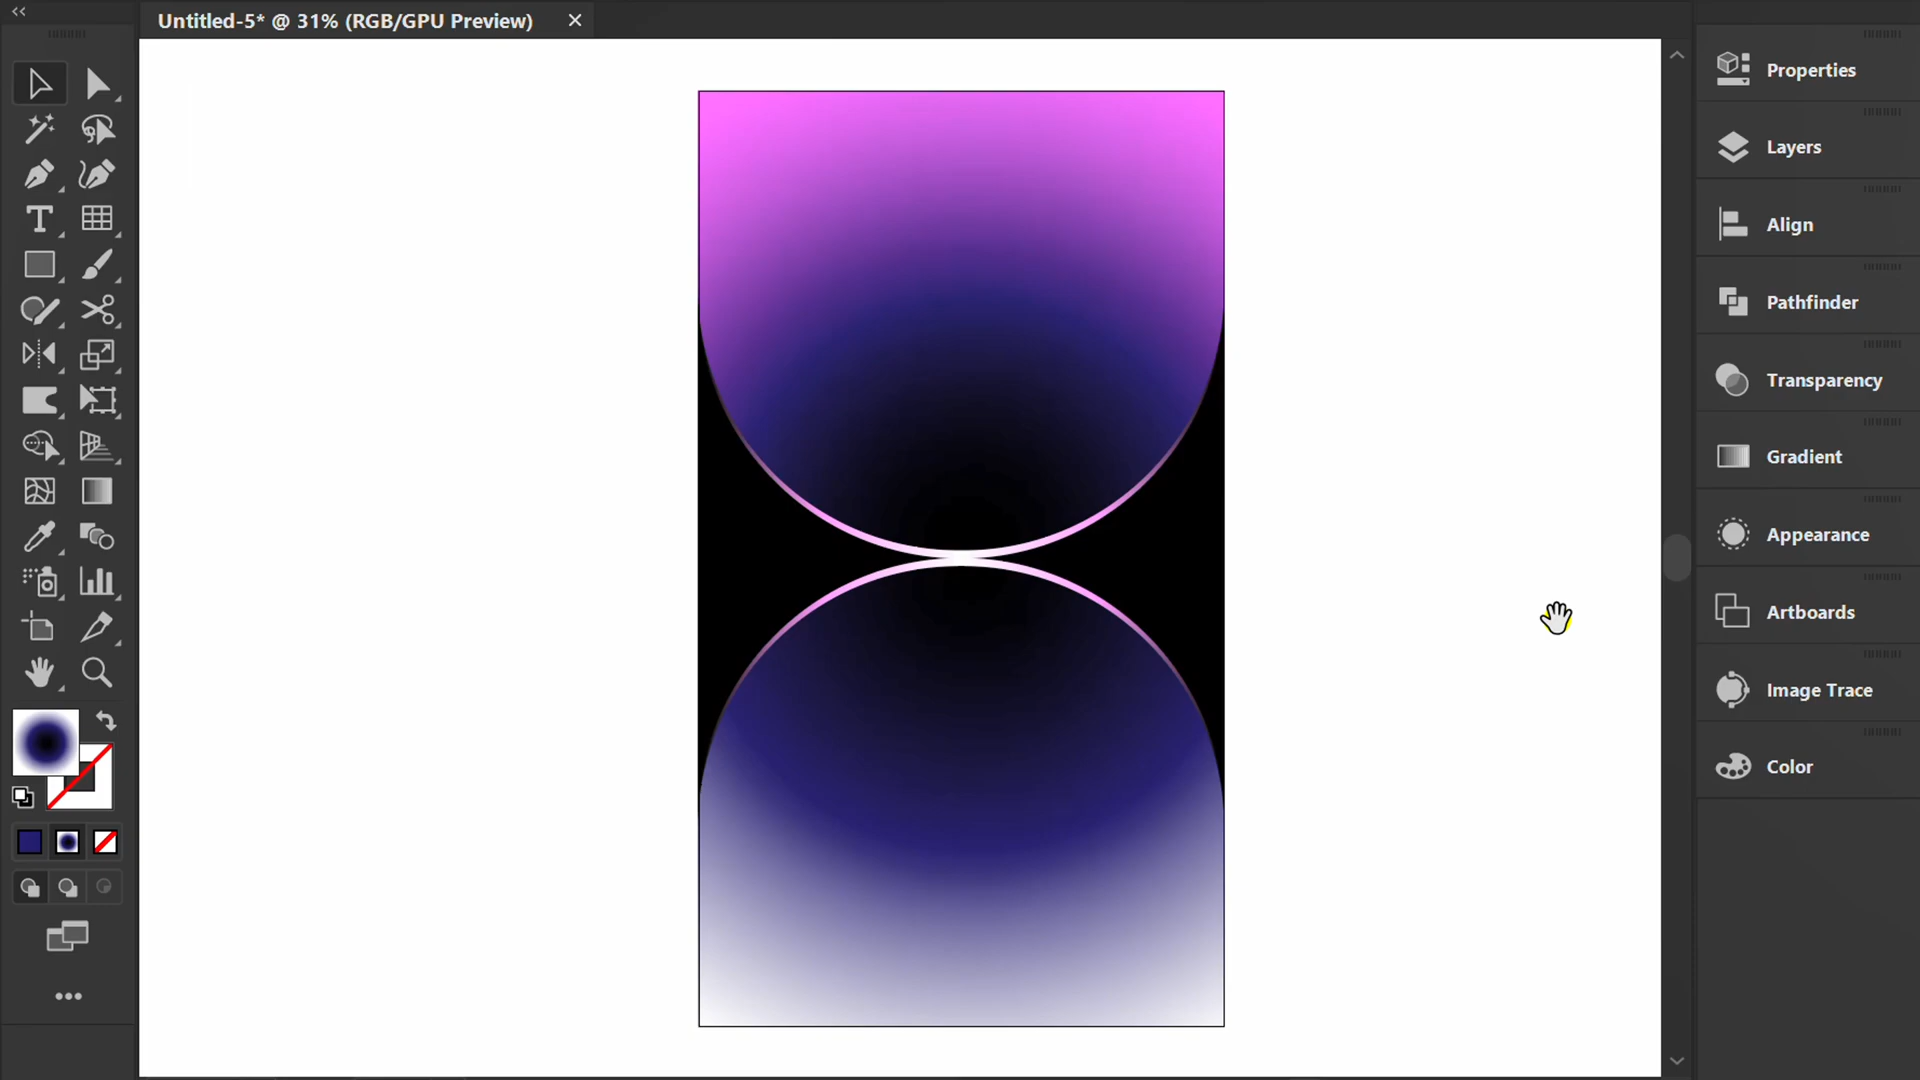 Untitled-5* @ 31% (RGB/GPU Preview)
Properties
Layers
Align
Pathfinder
Transparency
Gradient
Appearance
Artboards
Image Trace
Color